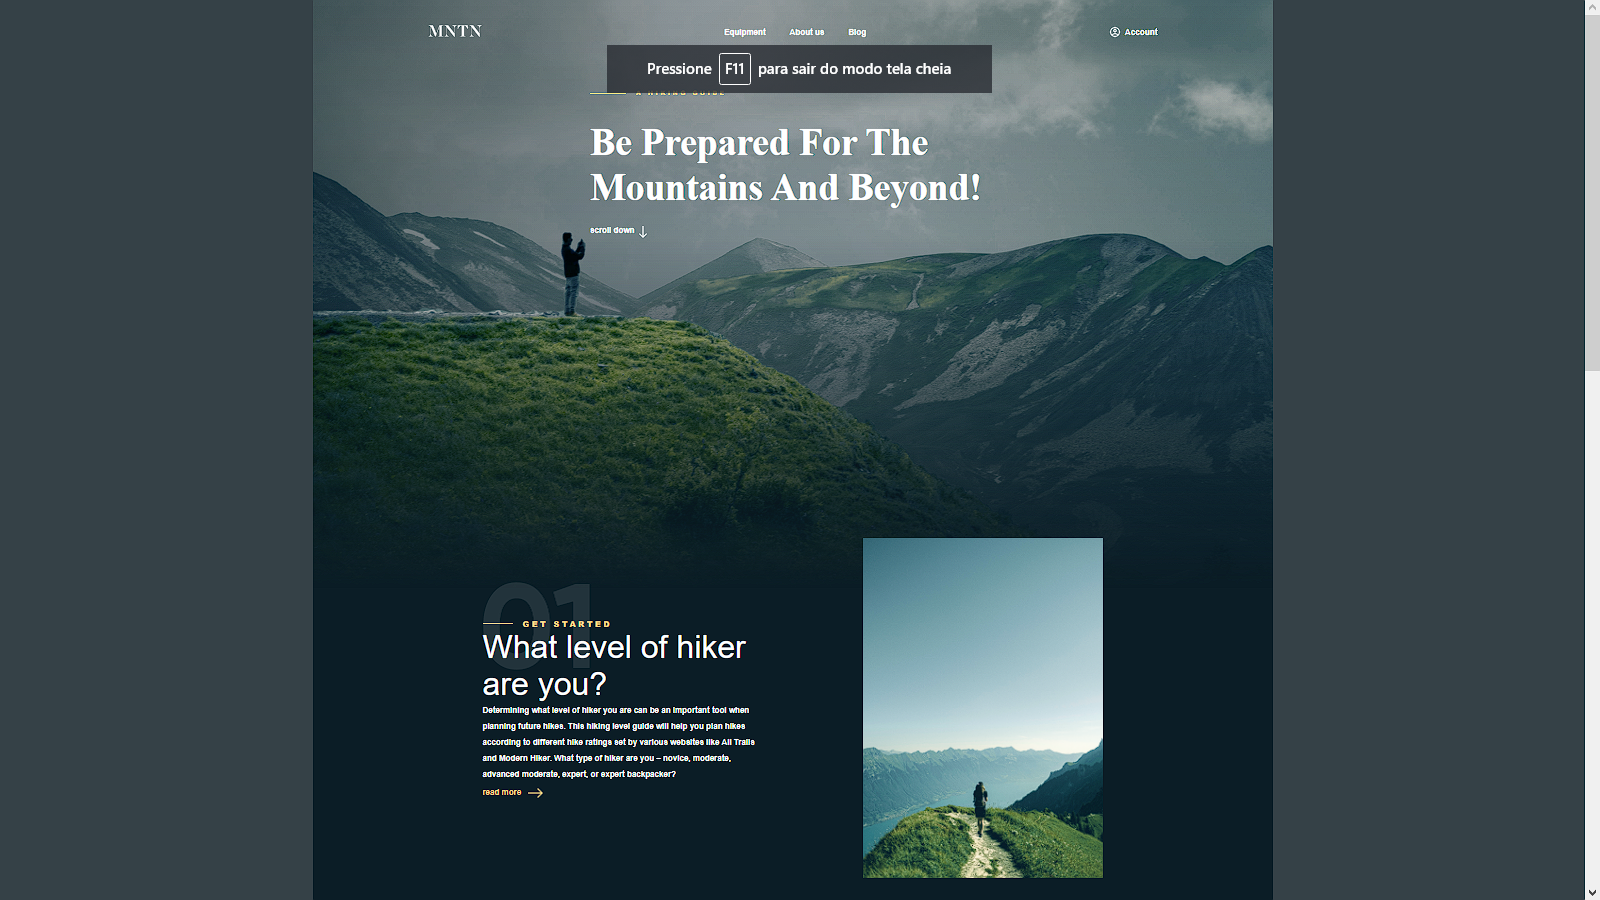 MNTN
Equipment
About us
Blog
Account
Pressione F11 para sair do modo tela cheia
A HIKING GUIDE
Be Prepared For The
Mountains And Beyond!
scroll down
01
GET STARTED
What level of hiker
are you?
Determining what level of hiker you are can be an important tool when
planning future hikes. This hiking level guide will help you plan hikes
according to different hike ratings set by various websites like All Trails
and Modern Hiker. What type of hiker are you – novice, moderate,
advanced moderate, expert, or expert backpacker?
read more